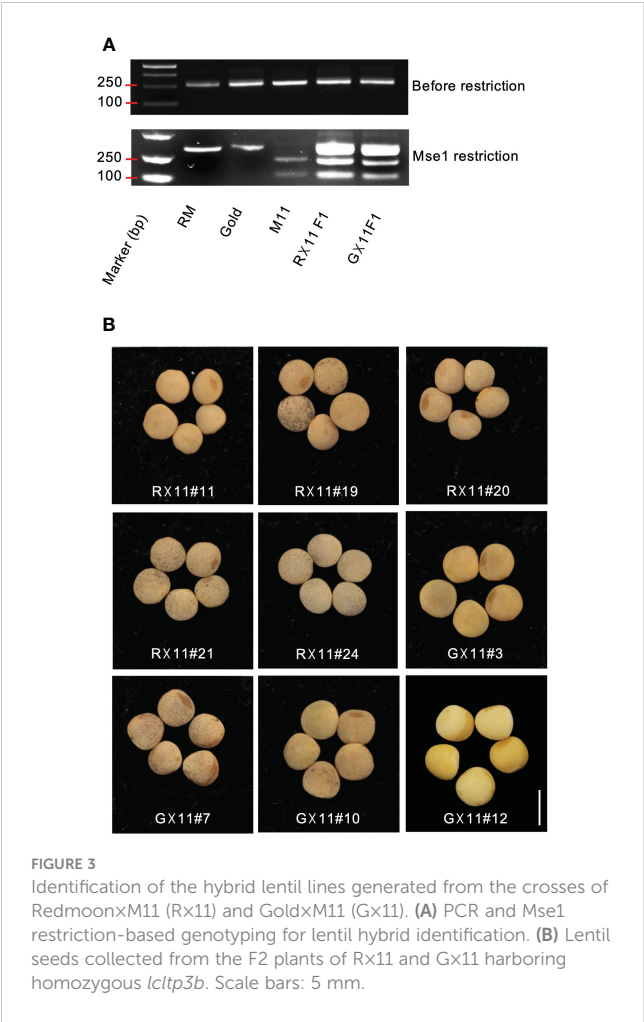 A
250
100
Before restriction
250
100
Mse1 restriction
Marker (bp)
RM
Gold
M11
RX11 F1
GX11F1
B
RX11#11
RX11#19
RX11#20
RX11#21
RX11#24
GX11#3
GX11#7
GX11#10
GX11#12
FIGURE 3
Identification of the hybrid lentil lines generated from the crosses of
Redmoon×M11 (R×11) and Gold×M11 (G×11). (A) PCR and Mse1
restriction-based genotyping for lentil hybrid identification. (B) Lentil
seeds collected from the F2 plants of R×11 and G×11 harboring
homozygous lcltp3b. Scale bars: 5 mm.